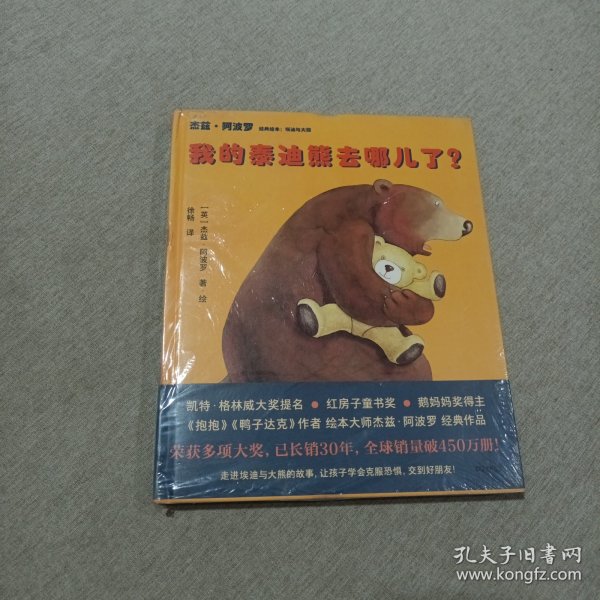 杰兹·阿波罗 经典绘本：埃迪与大熊
我的泰迪熊去哪儿了？
[英]杰兹·阿波罗 著 绘
徐畅 译
凯特·格林威大奖提名 ● 红房子童书奖 ● 鹅妈妈奖得主
《抱抱》《鸭子达克》作者 绘本大师杰兹·阿波罗 经典作品
荣获多项大奖，已长销30年，全球销量破450万册！
走进埃迪与大熊的故事，让孩子学会克服恐惧，交到好朋友！
孔夫子旧书网
www.kongfz.com